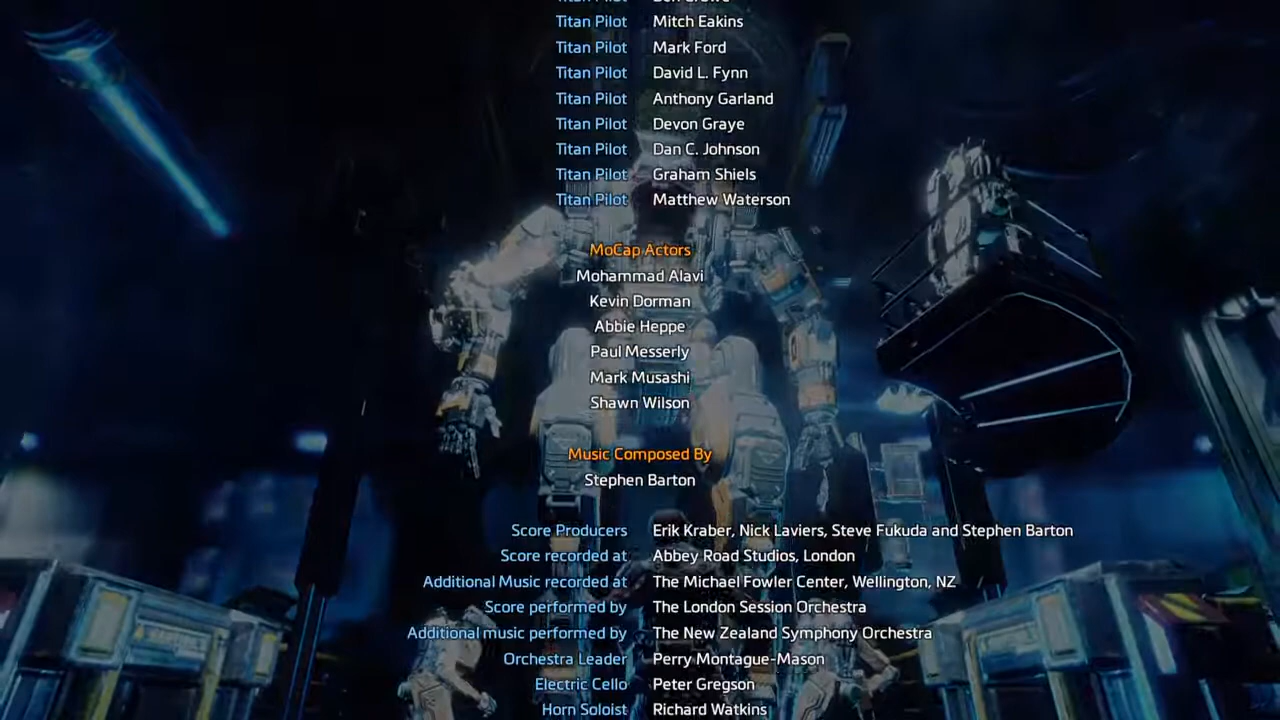 Titan Pilot
Titan Pilot Mitch Eakins
Titan Pilot Mark Ford
Titan Pilot David L. Fynn
Titan Pilot Anthony Garland
Titan Pilot Devon Graye
Titan Pilot Dan C. Johnson
Titan Pilot Graham Shiels
Titan Pilot Matthew Waterson
MoCap Actors
Mohammad Alavi
Kevin Dorman
Abbie Heppe
Paul Messerly
Mark Musashi
Shawn Wilson
Music Composed By
Stephen Barton
Score Producers Erik Kraber, Nick Laviers, Steve Fukuda and Stephen Barton
Score recorded at Abbey Road Studios, London
Additional Music recorded at The Michael Fowler Center, Wellington, NZ
Score performed by The London Session Orchestra
Additional music performed by The New Zealand Symphony Orchestra
Orchestra Leader Perry Montague-Mason
Electric Cello Peter Gregson
Horn Soloist Richard Watkins